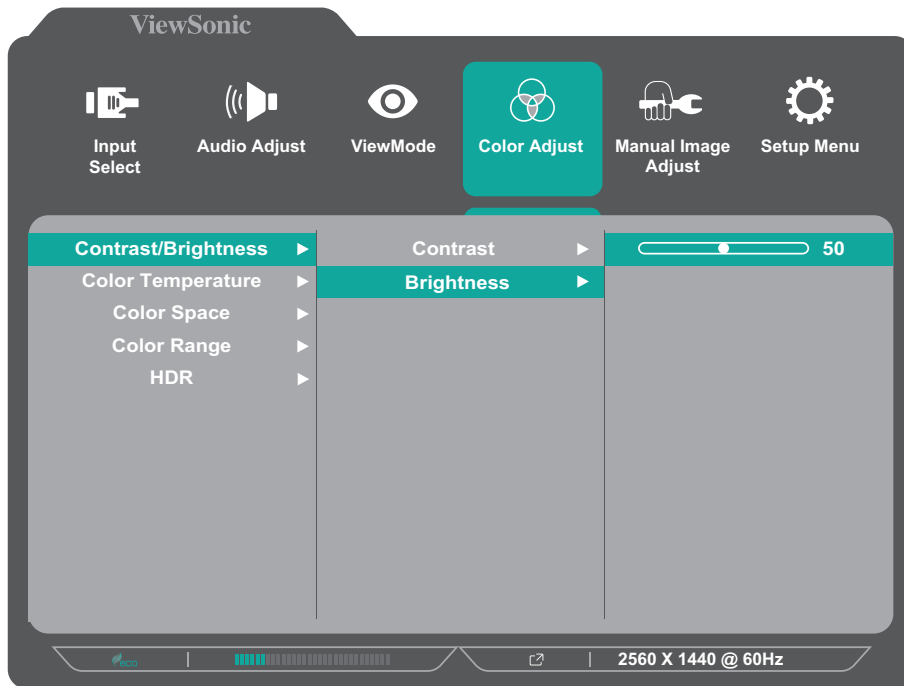 ViewSonic
Input Select
Audio Adjust
ViewMode
Color Adjust
Manual Image Adjust
Setup Menu
Contrast/Brightness
Contrast
50
Color Temperature
Brightness
Color Space
Color Range
HDR
eco
2560 X 1440 @ 60Hz